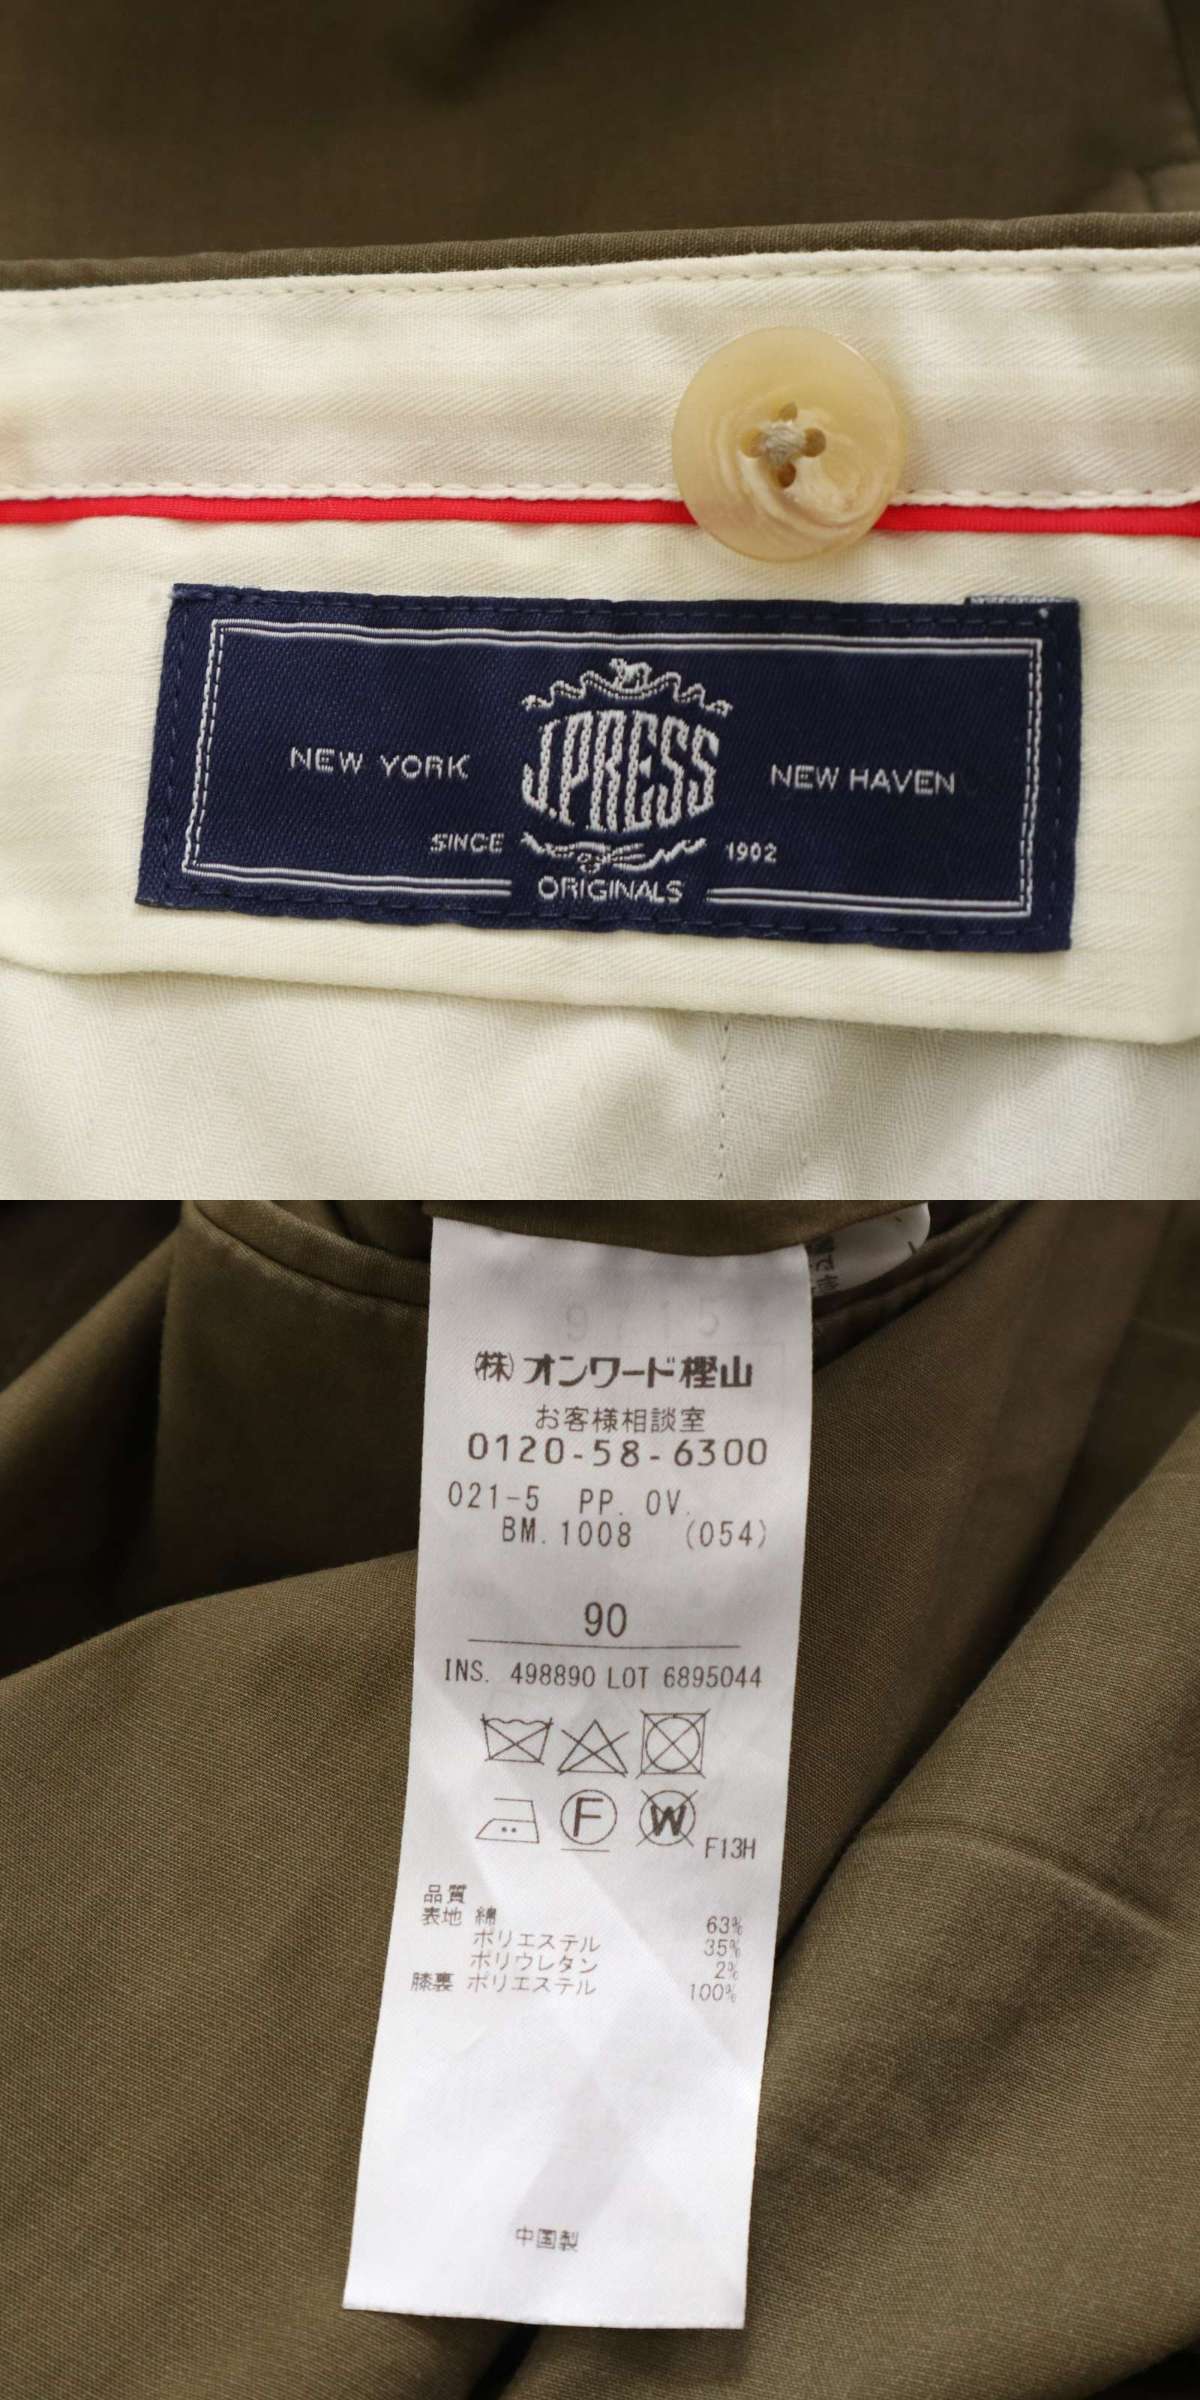 NEW YORK J.PRESS NEW HAVEN
SINCE 1902
ORIGINALS
㈱オンワード樫山
お客様相談室
0120-58-6300
021-5 PP. OV.
BM. 1008 (054)
90
INS. 498890 LOT 6895044
F W F13H
品質
表地 綿 63%
ポリエステル 35%
ポリウレタン 2%
膝裏 ポリエステル 100%
中国製